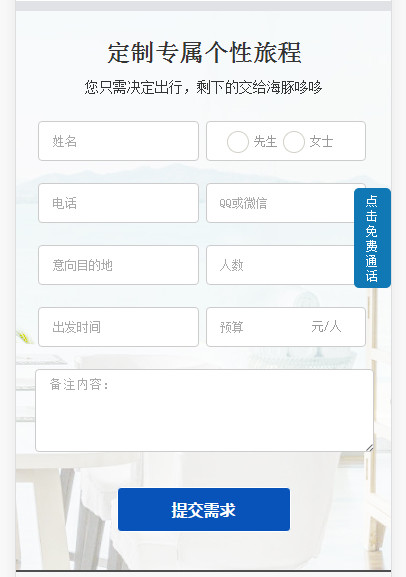 定制专属个性旅程
您只需决定出行，剩下的交给海豚哆哆
姓名
先生 女士
电话
QQ或微信
点击免费通话
意向目的地
人数
出发时间
预算 元/人
备注内容:
提交需求